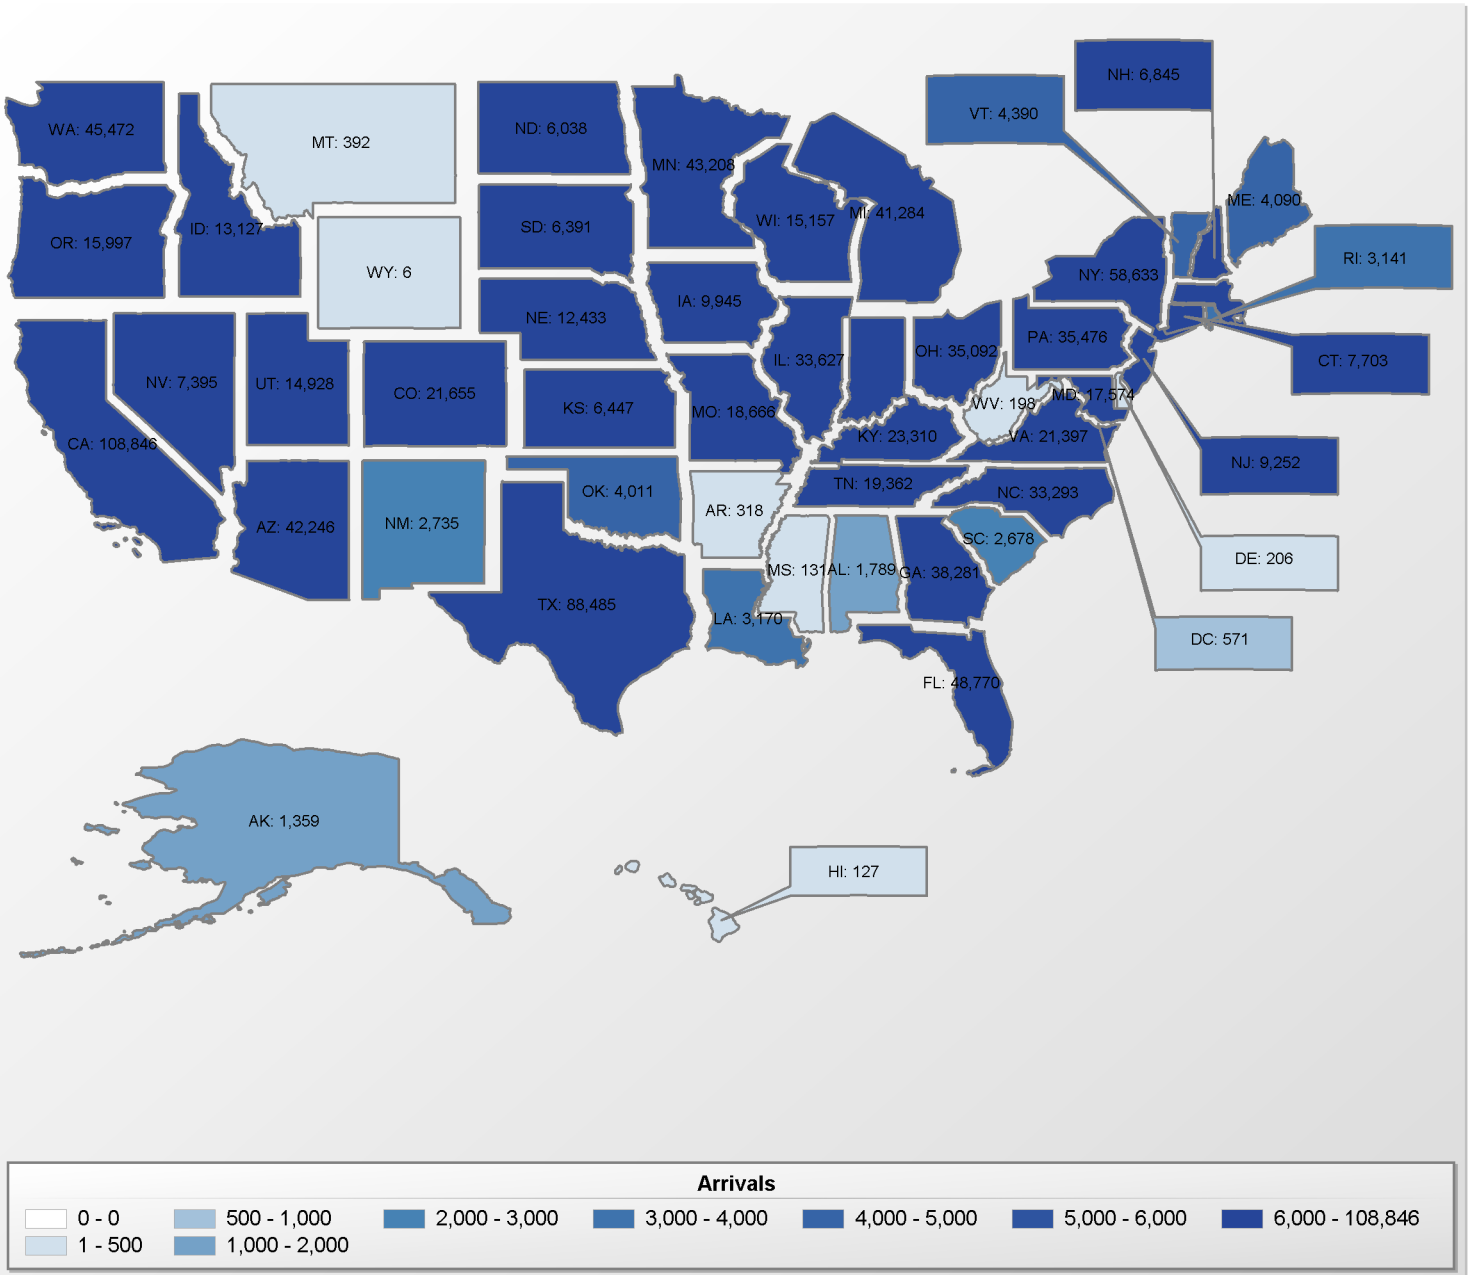 NH: 6,845
VT: 4,390
WA: 45,472
MT: 392
ND: 6,038
MN: 43,208
ME: 4,090
OR: 15,997
ID: 13,127
SD: 6,391
WI: 15,157
MI: 41,284
RI: 3,141
WY: 6
NY: 58,633
IA: 9,945
NE: 12,433
PA: 35,476
OH: 35,092
IL: 33,627
CT: 7,703
NV: 7,395
UT: 14,928
CO: 21,655
KS: 6,447
MO: 18,666
WV: 198
MD: 17,574
CA: 108,846
KY: 23,310
VA: 21,397
NJ: 9,252
OK: 4,011
TN: 19,362
NC: 33,293
AZ: 42,246
NM: 2,735
AR: 318
SC: 2,678
DE: 206
MS: 131
AL: 1,789
GA: 38,281
TX: 88,485
LA: 3,170
DC: 571
FL: 48,770
AK: 1,359
HI: 127
Arrivals
0 - 0
500 - 1,000
2,000 - 3,000
3,000 - 4,000
4,000 - 5,000
5,000 - 6,000
6,000 - 108,846
1 - 500
1,000 - 2,000